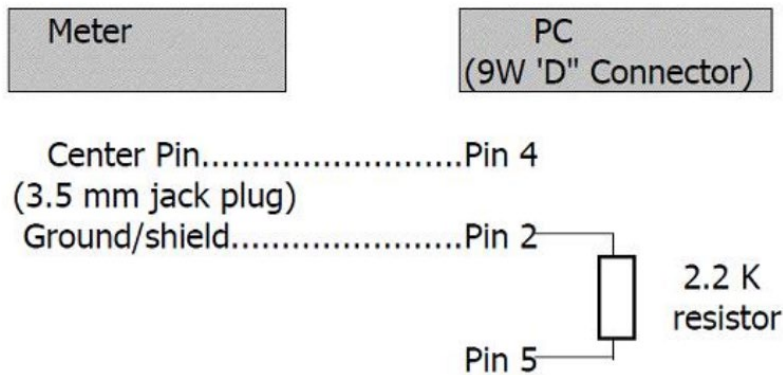 Meter
PC
(9W 'D" Connector)
Center Pin..........................Pin 4
(3.5 mm jack plug)
Ground/shield.......................Pin 2
2.2 K
resistor
Pin 5